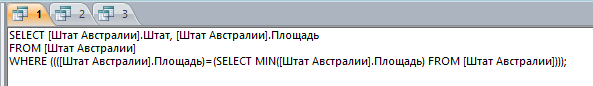 1 2 3
SELECT [Штат Австралии].Штат, [Штат Австралии].Площадь
FROM [Штат Австралии]
WHERE ((([Штат Австралии].Площадь)=(SELECT MIN([Штат Австралии].Площадь) FROM [Штат Австралии])));